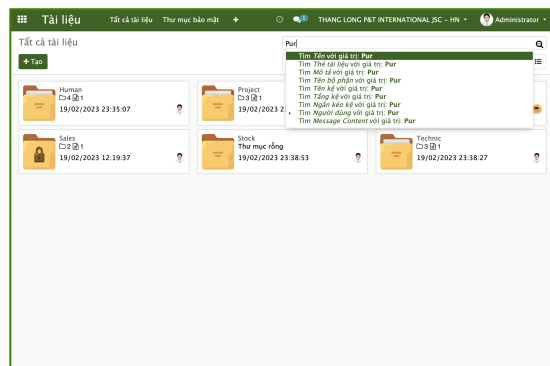 Tài liệu
Tất cả tài liệu
Thư mục bảo mật
+
THANG LONG P&T INTERNATIONAL JSC – HN
Administrator
Tất cả tài liệu
Pur
+ Tạo
Tìm Tên với giá trị: Pur
Tìm Thẻ tài liệu với giá trị: Pur
Tìm Mô tả với giá trị: Pur
Tìm Tên bộ phận với giá trị: Pur
Tìm Tên kệ với giá trị: Pur
Tìm Tầng kệ với giá trị: Pur
Tìm Ngăn kéo kệ với giá trị: Pur
Tìm Người dùng với giá trị: Pur
Tìm Message Content với giá trị: Pur
Human
4 1
19/02/2023 23:35:07
Project
3 1
19/02/2023 2
Sales
2 1
19/02/2023 12:19:37
Stock
Thư mục rỗng
19/02/2023 23:38:53
Technic
3 1
19/02/2023 23:38:27